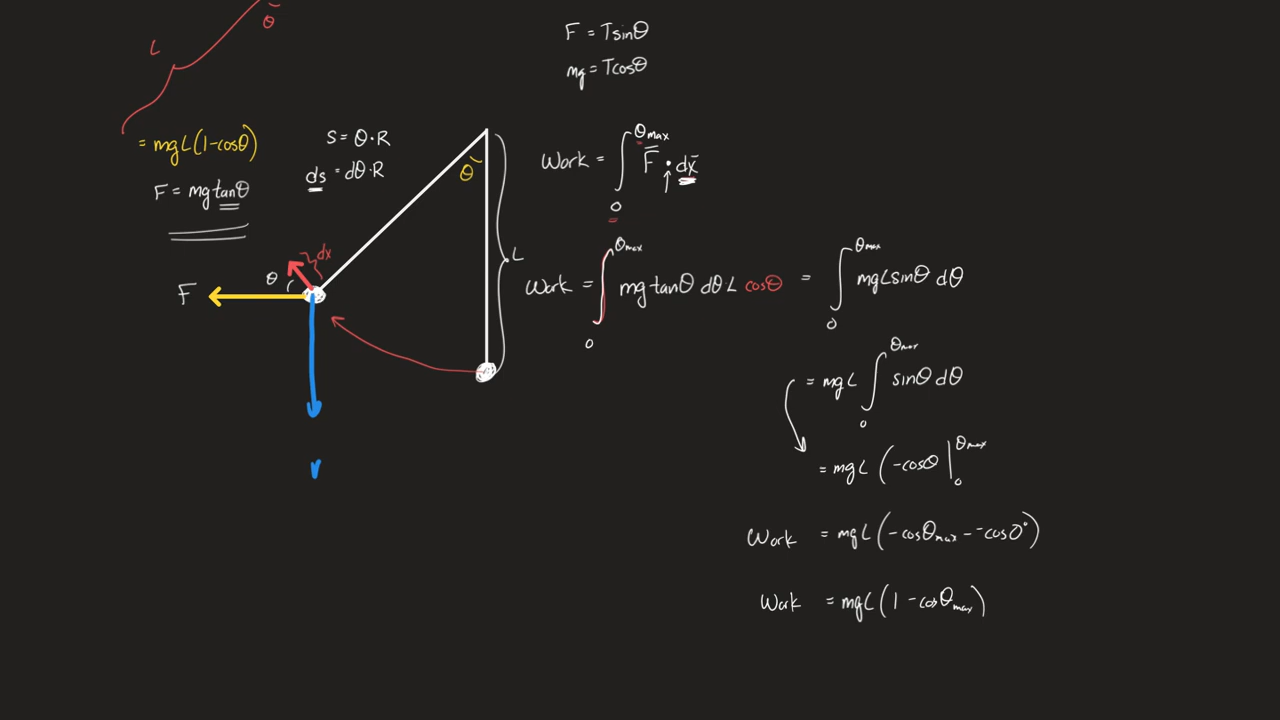 θ
L
F = Tsinθ
mg = Tcosθ
= mgL(1-cosθ)
F = mgtanθ
S = θ·R
ds = dθ·R
θ
L
dx
θ
F
Work = ∫₀^θmax F̄ · dx̄
Work = ∫₀^θmax mgtanθ dθ·L cosθ = ∫₀^θmax mgLsinθ dθ
= mgL ∫₀^θmax sinθ dθ
= mgL (-cosθ |₀^θmax
Work = mgL(-cosθmax - -cos0°)
Work = mgL(1 - cosθmax)